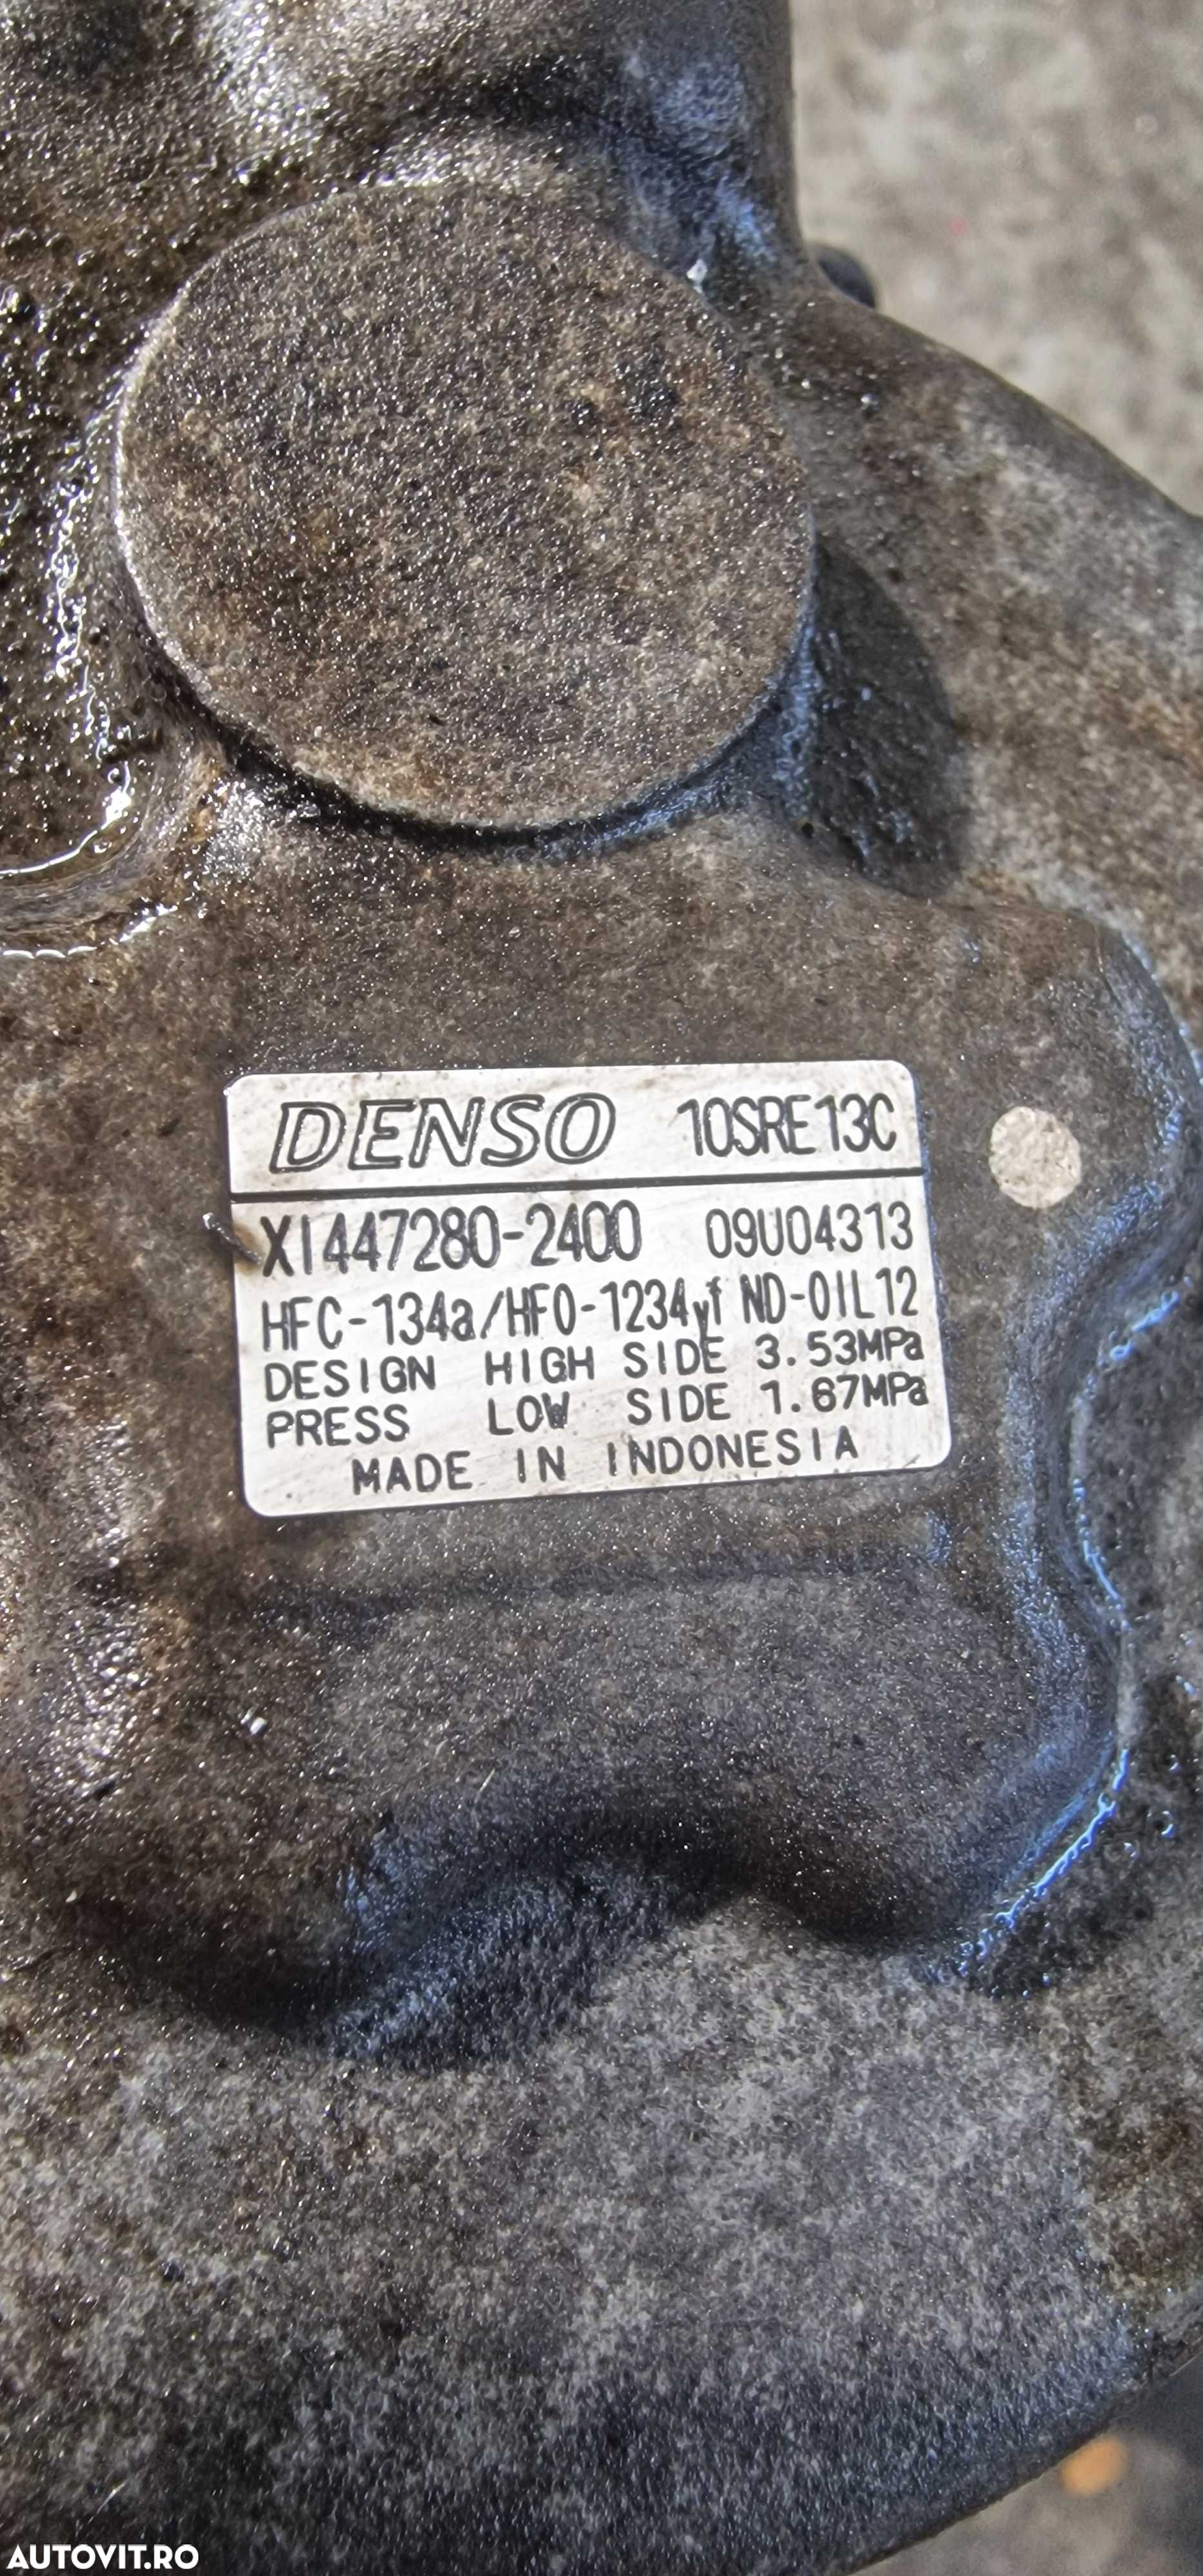 DENSO 10SRE13C
XI447280-2400 09U04313
HFC-134a/HFO-1234yf ND-OIL12
DESIGN HIGH SIDE 3.53MPa
PRESS LOW SIDE 1.67MPa
MADE IN INDONESIA
AUTOVIT.RO